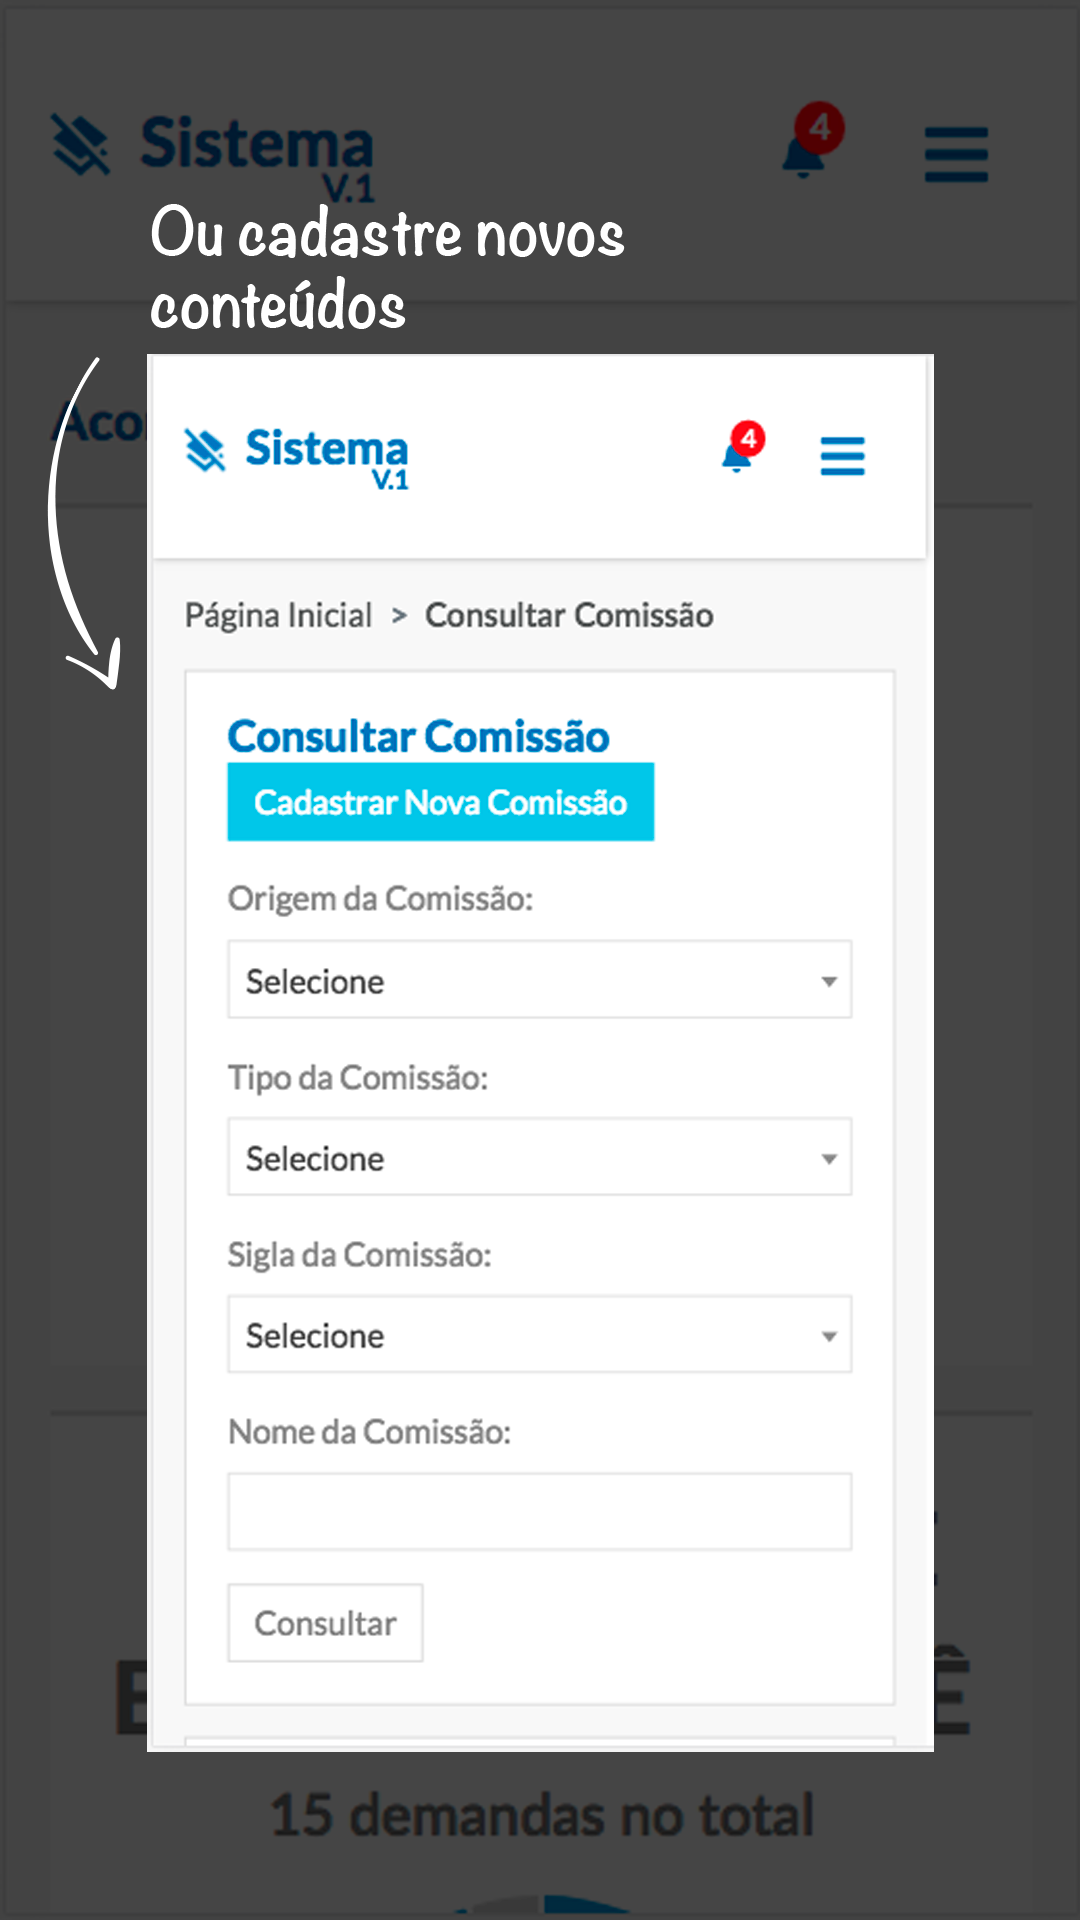 Sistema
V.1
4
Ou cadastre novos
conteúdos
Sistema
V.1
4
Página Inicial > Consultar Comissão
Consultar Comissão
Cadastrar Nova Comissão
Origem da Comissão:
Selecione
Tipo da Comissão:
Selecione
Sigla da Comissão:
Selecione
Nome da Comissão:
Consultar
15 demandas no total